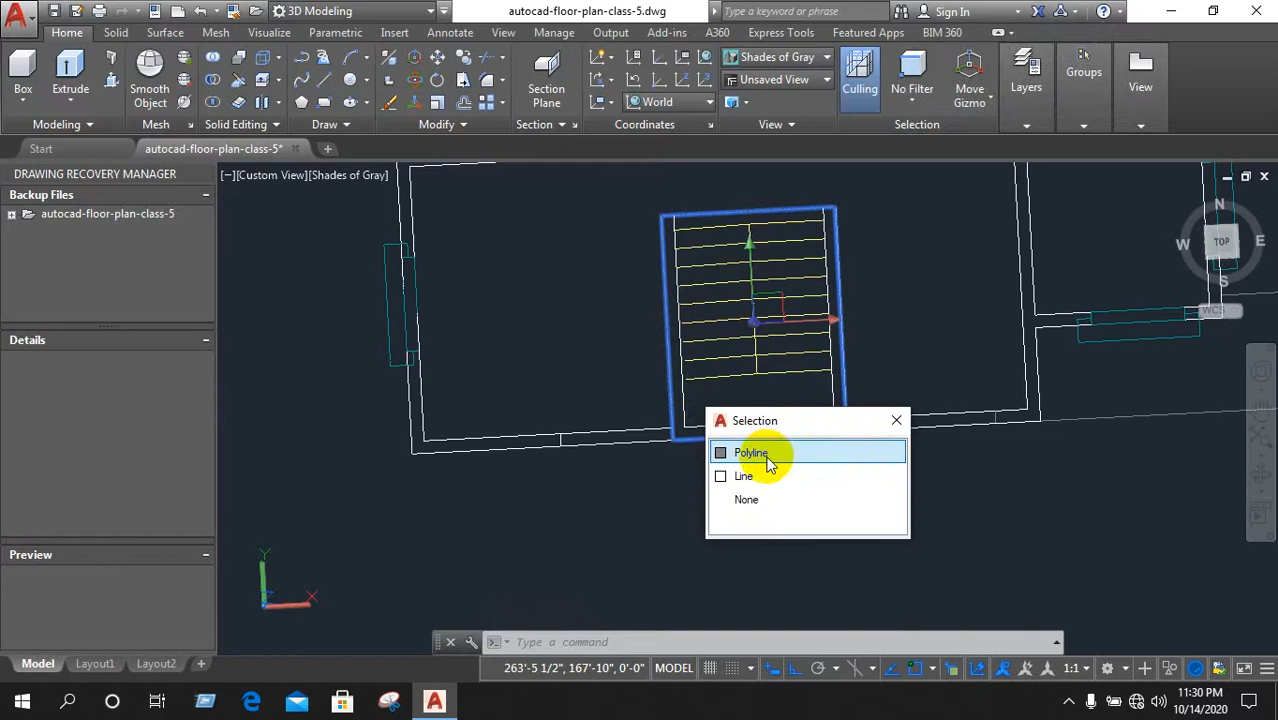 3D Modeling
autocad-floor-plan-class-5.dwg
Type a keyword or phrase
Sign In
Home Solid Surface Mesh Visualize Parametric Insert Annotate View Manage Output Add-ins A360 Express Tools Featured Apps BIM 360
Box
Extrude
Smooth Object
Section Plane
Shades of Gray
Unsaved View
World
Culling
No Filter
Move Gizmo
Layers
Groups
View
Modeling Mesh Solid Editing Draw Modify Section Coordinates View Selection
Start autocad-floor-plan-class-5*
DRAWING RECOVERY MANAGER
[−][Custom View][Shades of Gray]
Backup Files
autocad-floor-plan-class-5
N
W TOP E
S
WCS
Details
Selection
Polyline
Line
None
Preview
Y
X
Z
Type a command
Model Layout1 Layout2
263'-5 1/2", 167'-10", 0'-0" MODEL
1:1
11:30 PM
10/14/2020